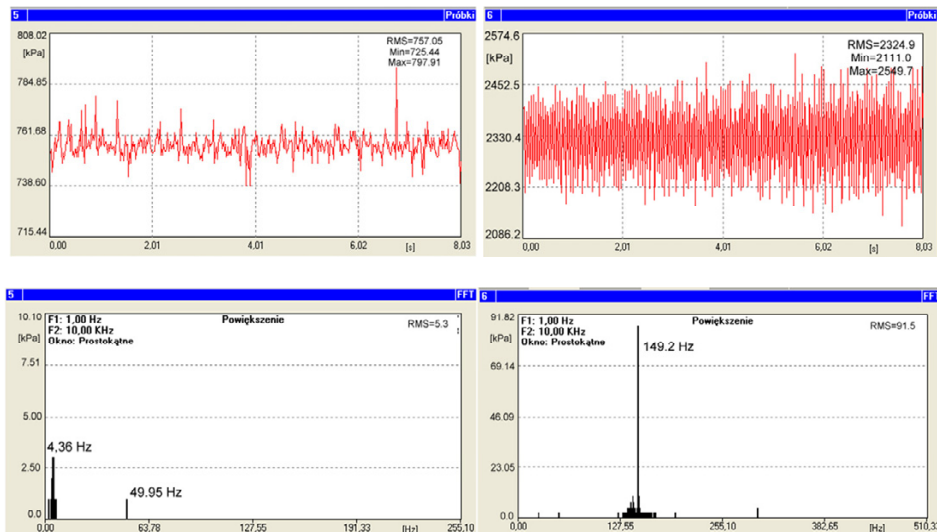 5 Próbki
808.02
[kPa]
784.85
761.68
738.60
715.44
RMS=757.05
Min=725.44
Max=797.91
0.00 2,01 4,01 6,02 [s] 8,03
6 Próbki
2574.6
[kPa]
2452.5
2330.4
2208.3
2086.2
RMS=2324.9
Min=2111.0
Max=2549.7
0,00 2,01 4,01 6,02 [s] 8,03
5 FFT
10.10
[kPa]
7.51
5.00
2.50
0.0
F1: 1,00 Hz
F2: 10,00 KHz
Okno: Prostokątne
Powiększenie
RMS=5.3
4,36 Hz
49.95 Hz
0.00 63,78 127,55 191,33 [Hz] 255,10
6 FFT
91.82
[kPa]
69.14
46.09
23.05
0.0
F1: 1,00 Hz
F2: 10,00 KHz
Okno: Prostokątne
Powiększenie
RMS=91.5
149.2 Hz
0,00 127,55 255,10 382,65 [Hz]